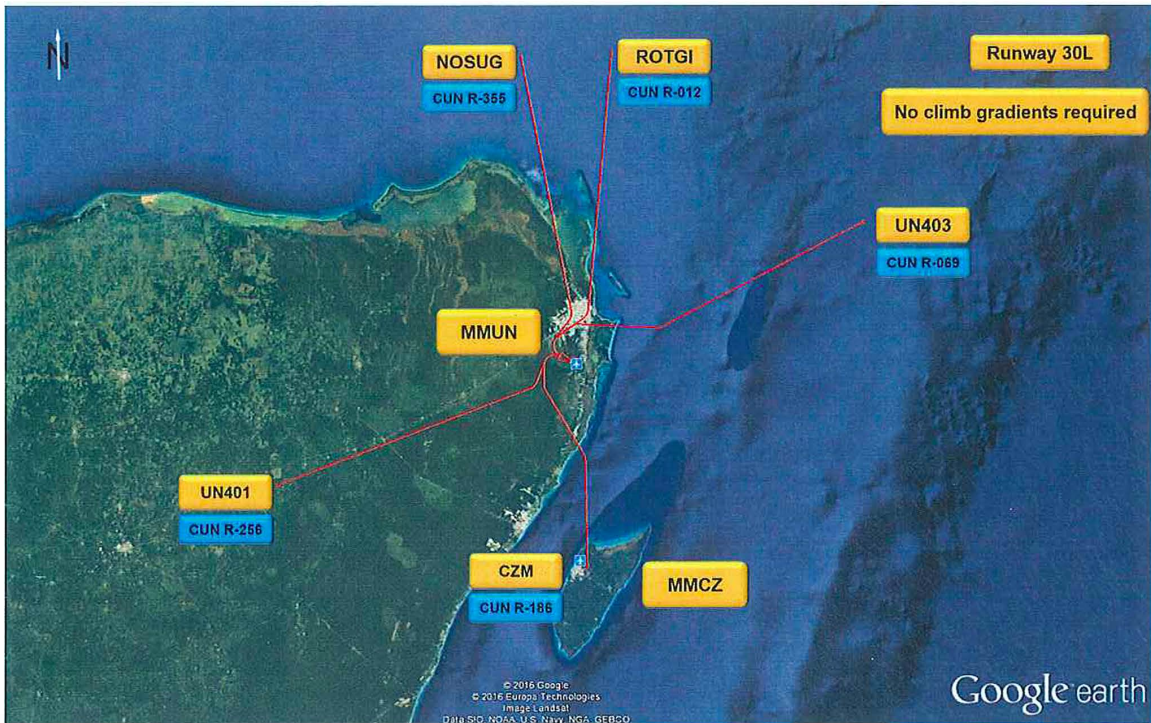 N
NOSUG
CUN R-355
ROTGI
CUN R-012
Runway 30L
No climb gradients required
UN403
CUN R-069
MMUN
UN401
CUN R-256
CZM
CUN R-186
MMCZ
© 2016 Google
© 2016 Europa Technologies
Image Landsat
Data SIO, NOAA, U.S. Navy, NGA, GEBCO
Google earth